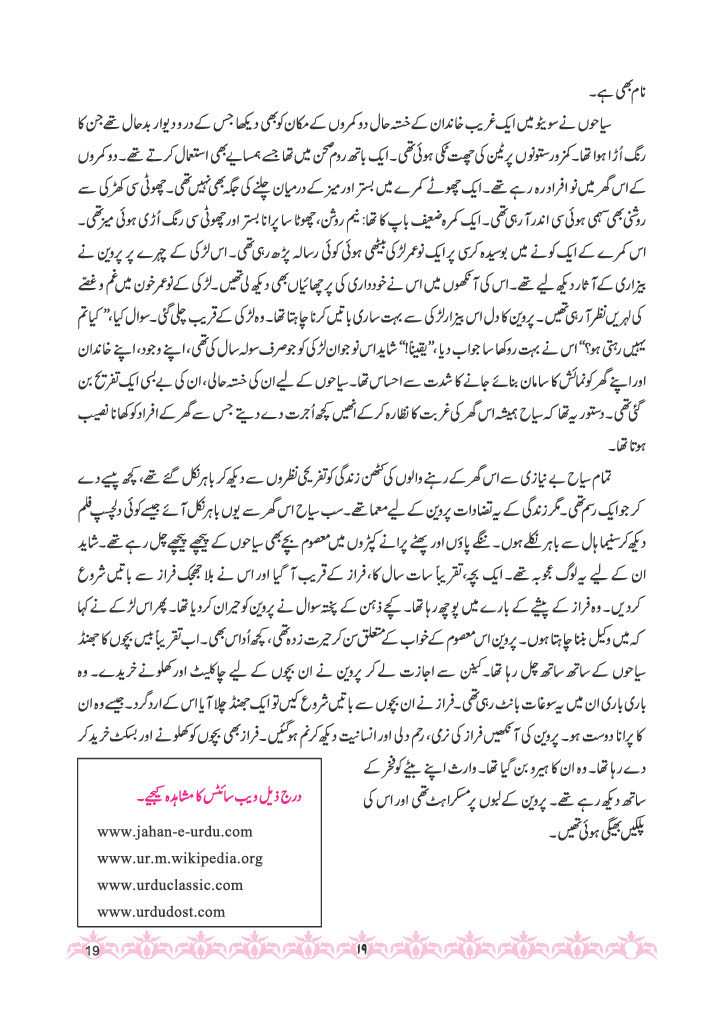 نام بھی ہے۔
سیاحوں نے سویٹو میں ایک غریب خاندان کے خستہ حال دو کمروں کے مکان کو بھی دیکھا جس کے در و دیوار بد حال تھے جن کا
رنگ اُڑا ہوا تھا۔ کمزور ستونوں پر ٹین کی چھت ٹکی ہوئی تھی۔ ایک باتھ روم صحن میں تھا جسے ہمسایے بھی استعمال کرتے تھے۔ دو کمروں
کے اس گھر میں نو افراد رہ رہے تھے۔ ایک چھوٹے کمرے میں بستر اور میز کے درمیان چلنے کی جگہ بھی نہیں تھی۔ چھوٹی سی کھڑکی سے
روشنی بھی سہمی ہوئی سی اندر آ رہی تھی۔ ایک کمرہ ضعیف باپ کا تھا: نیم روشن، چھوٹا سا پرانا بستر اور چھوٹی سی رنگ اُڑی ہوئی میز تھی۔
اس کمرے کے ایک کونے میں بوسیدہ کرسی پر ایک نو عمر لڑکی بیٹھی ہوئی کوئی رسالہ پڑھ رہی تھی۔ اس لڑکی کے چہرے پر پروین نے
بیزاری کے آثار دیکھ لیے تھے۔ اس کی آنکھوں میں اس نے خودداری کی پرچھائیاں بھی دیکھ لی تھیں۔ لڑکی کے نو عمر خون میں غم و غصّے
کی لہریں نظر آ رہی تھیں۔ پروین کا دل اس بیزار لڑکی سے بہت ساری باتیں کرنا چاہتا تھا۔ وہ لڑکی کے قریب چلی گئی۔ سوال کیا، ”کیا تم
یہیں رہتی ہو؟“ اس نے بہت روکھا سا جواب دیا، ”یقیناً!“ شاید اس نوجوان لڑکی کو جو صرف سولہ سال کی تھی، اپنے وجود، اپنے خاندان
اور اپنے گھر کو نمائش کا سامان بنائے جانے کا شدت سے احساس تھا۔ سیاحوں کے لیے ان کی خستہ حالی، ان کی بے بسی ایک تفریح بن
گئی تھی۔ دستور یہ تھا کہ سیاح ہمیشہ اس گھر کی غربت کا نظارہ کر کے انھیں کچھ اُجرت دے دیتے جس سے گھر کے افراد کو کھانا نصیب
ہوتا تھا۔
تمام سیاح بے نیازی سے اس گھر کے رہنے والوں کی کٹھن زندگی کو تفریحی نظروں سے دیکھ کر باہر نکل گئے تھے، کچھ پیسے دے
کر جو ایک رسم تھی۔ مگر زندگی کے یہ تضادات پروین کے لیے معما تھے۔ سب سیاح اس گھر سے یوں باہر نکل آئے جیسے کوئی دلچسپ فلم
دیکھ کر سنیما ہال سے باہر نکلے ہوں۔ ننگے پاؤں اور پھٹے پرانے کپڑوں میں معصوم بچے بھی سیاحوں کے پیچھے پیچھے چل رہے تھے۔ شاید
ان کے لیے یہ لوگ عجوبہ تھے۔ ایک بچہ، تقریباً سات سال کا، فراز کے قریب آ گیا اور اس نے بلا جھجک فراز سے باتیں شروع
کر دیں۔ وہ فراز کے پیشے کے بارے میں پوچھ رہا تھا۔ کچے ذہن کے پختہ سوال نے پروین کو حیران کر دیا تھا۔ پھر اس لڑکے نے کہا
کہ میں وکیل بننا چاہتا ہوں۔ پروین اس معصوم کے خواب کے متعلق سن کر حیرت زدہ تھی، کچھ اُداس بھی۔ اب تقریباً بیس بچوں کا جھنڈ
سیاحوں کے ساتھ ساتھ چل رہا تھا۔ کیبن سے اجازت لے کر پروین نے ان بچوں کے لیے چاکلیٹ اور کھلونے خریدے۔ وہ
باری باری ان میں یہ سوغات بانٹ رہی تھی۔ فراز نے ان بچوں سے باتیں شروع کیں تو ایک جھنڈ چلا آیا اس کے ارد گرد۔ جیسے وہ ان
کا پرانا دوست ہو۔ پروین کی آنکھیں فراز کی نرمی، رحم دلی اور انسانیت دیکھ کر نم ہو گئیں۔ فراز بھی بچوں کو کھلونے اور بسکٹ خرید کر
دے رہا تھا۔ وہ ان کا ہیرو بن گیا تھا۔ وارث اپنے بیٹے کو فخر کے
ساتھ دیکھ رہے تھے۔ پروین کے لبوں پر مسکراہٹ تھی اور اس کی
پلکیں بھیگی ہوئی تھیں۔
درج ذیل ویب سائٹس کا مشاہدہ کیجیے۔
www.jahan-e-urdu.com
www.ur.m.wikipedia.org
www.urduclassic.com
www.urdudost.com
۱۹
19